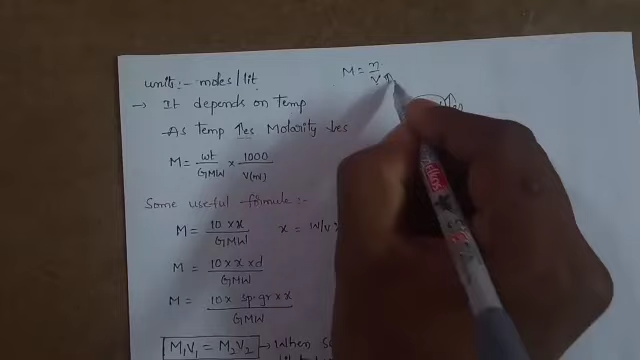 units:- moles/lit
M = n/V ↑
→ It depends on Temp
As Temp ↑es Molarity ↓es
M = wt/GMW × 1000/V(ml)
Some useful formula :-
M = 10 × x/GMW x = W/V %
M = 10 × x × d/GMW
M = 10 × sp.gr × x/GMW
M₁V₁ = M₂V₂ → When